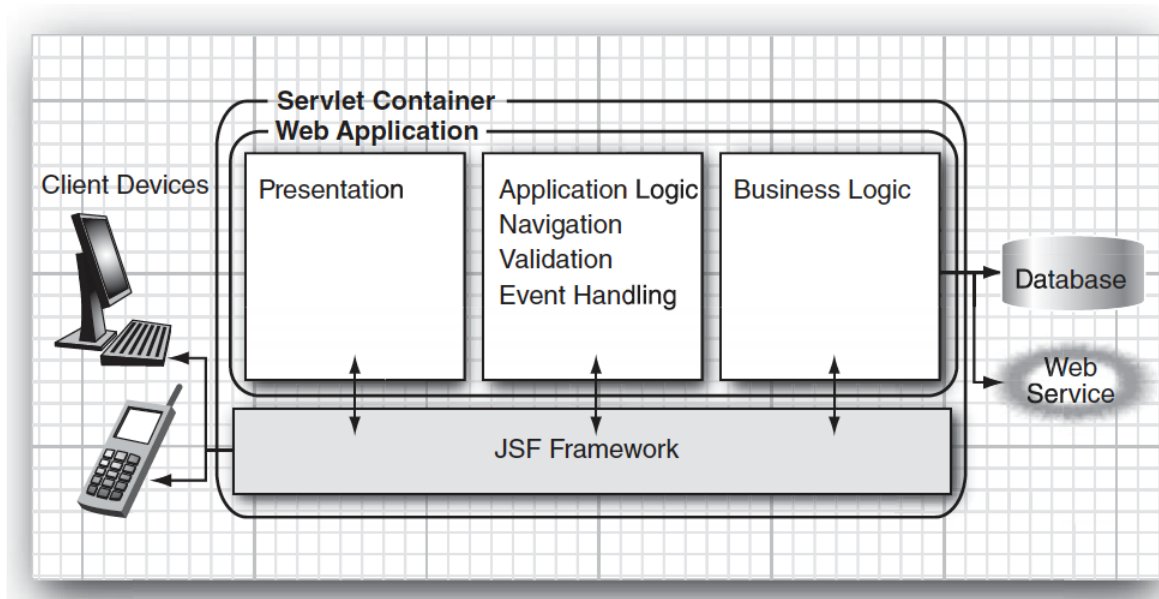 Servlet Container
Web Application
Client Devices
Presentation
Application Logic
Navigation
Validation
Event Handling
Business Logic
Database
Web
Service
JSF Framework